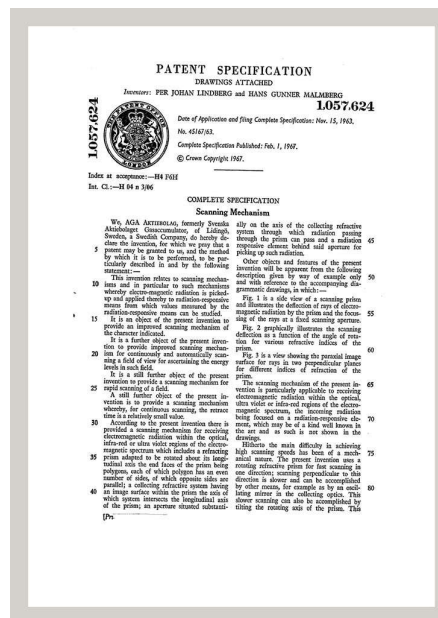 PATENT SPECIFICATION
DRAWINGS ATTACHED
Inventors: PER JOHAN LINDBERG and HANS GUNNER MALMBERG
1.057.624
1.057.624
THE PATENT OFFICE
LONDON
Date of Application and filing Complete Specification: Nov. 15, 1963.
No. 45167/63.
Complete Specification Published: Feb. 1, 1967.
© Crown Copyright 1967.
Index at acceptance:—H4 F6H
Int. Cl.:—H 04 n 3/06
COMPLETE SPECIFICATION
Scanning Mechanism
We, AGA AKTIEBOLAG, formerly Svenska
Aktiebolaget Gasaccumulator, of Lidingö,
Sweden, a Swedish Company, do hereby de-
clare the invention, for which we pray that a
5 patent may be granted to us, and the method
by which it is to be performed, to be par-
ticularly described in and by the following
statement:—
This invention relates to scanning mechan-
10 isms and in particular to such mechanisms
whereby electro-magnetic radiation is picked-
up and applied thereby to radiation-responsive
means from which values measured by the
radiation-responsive means can be studied.
15 It is an object of the present invention to
provide an improved scanning mechanism of
the character indicated.
It is a further object of the present inven-
tion to provide improved scanning mechan-
20 ism for continuously and automatically scan-
ning a field of view for ascertaining the energy
levels in such field.
It is a still further object of the present
invention to provide a scanning mechanism for
25 rapid scanning of a field.
A still further object of the present in-
vention is to provide a scanning mechanism
whereby, for continuous scanning, the retract
time is a relatively small value.
30 According to the present invention there is
provided a scanning mechanism for receiving
electromagnetic radiation within the optical,
infra-red or ultra violet regions of the electro-
magnetic spectrum which includes a refracting
35 prism adapted to be rotated about its longi-
tudinal axis the end faces of the prism being
polygons, each of which polygon has an even
number of sides, of which opposite sides are
parallel; a collecting refractive system having
40 an image surface within the prism the axis of
which system intersects the longitudinal axis
of the prism; an aperture situated substanti-
[Pri
ally on the axis of the collecting refractive
system through which radiation passing
through the prism can pass and a radiation 45
responsive element behind said aperture for
picking up such radiation.
Other objects and features of the present
invention will be apparent from the following
description given by way of example only 50
and with reference to the accompanying dia-
grammatic drawings, in which:—
Fig. 1 is a side view of a scanning prism
and illustrates the deflection of rays of electro-
magnetic radiation by the prism and the focus- 55
sing of the rays at a fixed scanning aperture.
Fig. 2 graphically illustrates the scanning
deflection as a function of the angle of rota-
tion for various refractive indices of the
prism. 60
Fig. 3 is a view showing the paraxial image
surface for rays in two perpendicular planes
for different indices of refraction of the
prism.
The scanning mechanism of the present in- 65
vention is particularly applicable to receiving
electromagnetic radiation within the optical,
ultra violet or infra-red regions of the electro-
magnetic spectrum, the incoming radiation
being focused on a radiation-responsive ele- 70
ment, which may be of a kind well known in
the art and as such is not shown in the
drawings.
Hitherto the main difficulty in achieving
high scanning speeds has been of a mech- 75
anical nature. The present invention uses a
rotating refractive prism for fast scanning in
one direction; scanning perpendicular to this
direction is slower and can be accomplished
by other means, for example as by an oscil- 80
lating mirror in the collecting optics. This
slower scanning can also be accomplished by
tilting the rotating axis of the prism. This